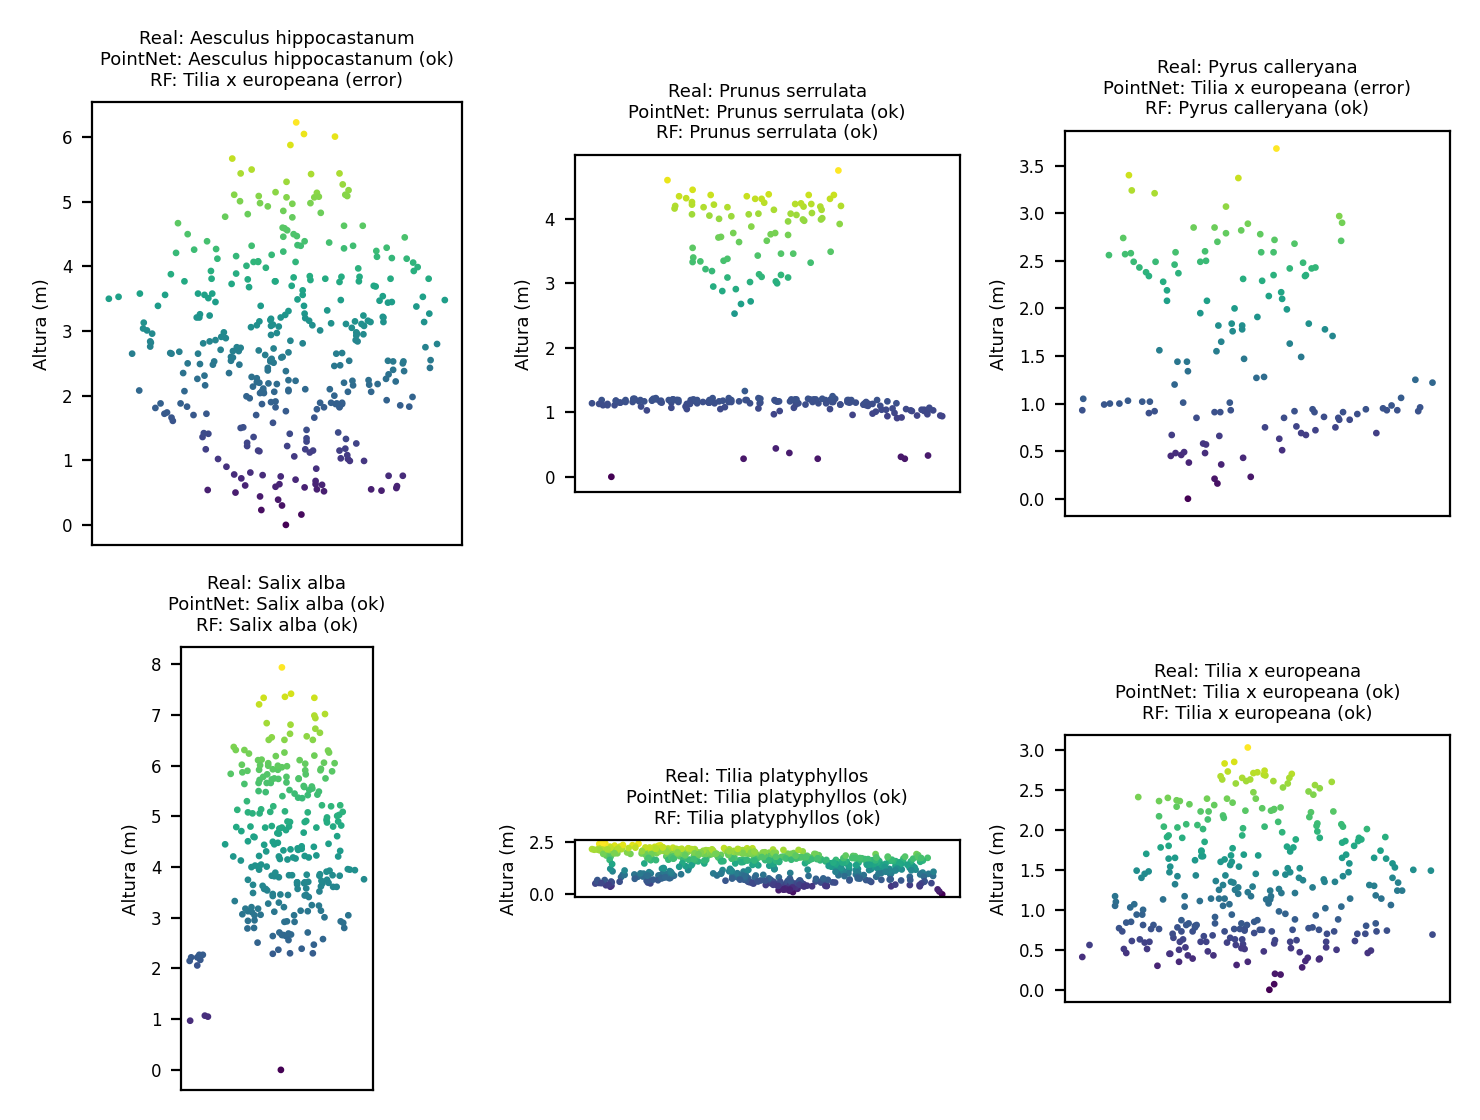 Real: Aesculus hippocastanum
PointNet: Aesculus hippocastanum (ok)
RF: Tilia x europeana (error)
Altura (m)
6
5
4
3
2
1
0
Real: Prunus serrulata
PointNet: Prunus serrulata (ok)
RF: Prunus serrulata (ok)
Altura (m)
4
3
2
1
0
Real: Pyrus calleryana
PointNet: Tilia x europeana (error)
RF: Pyrus calleryana (ok)
Altura (m)
3.5
3.0
2.5
2.0
1.5
1.0
0.5
0.0
Real: Salix alba
PointNet: Salix alba (ok)
RF: Salix alba (ok)
Altura (m)
8
7
6
5
4
3
2
1
0
Real: Tilia platyphyllos
PointNet: Tilia platyphyllos (ok)
RF: Tilia platyphyllos (ok)
Altura (m)
2.5
0.0
Real: Tilia x europeana
PointNet: Tilia x europeana (ok)
RF: Tilia x europeana (ok)
Altura (m)
3.0
2.5
2.0
1.5
1.0
0.5
0.0